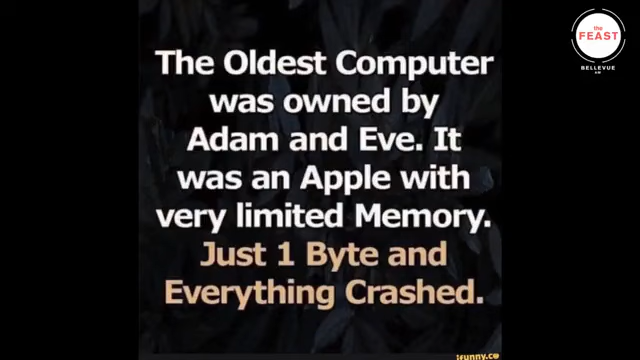 The Oldest Computer
was owned by
Adam and Eve. It
was an Apple with
very limited Memory.
Just 1 Byte and
Everything Crashed.
the
FEAST
BELLEVUE
ifunny.co